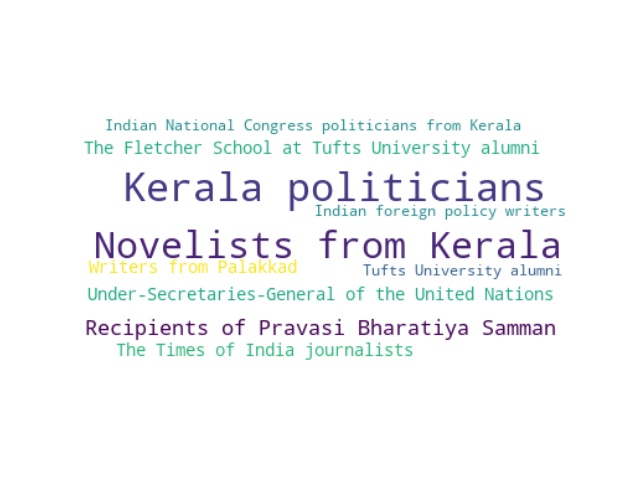 Indian National Congress politicians from Kerala
The Fletcher School at Tufts University alumni
Kerala politicians
Indian foreign policy writers
Novelists from Kerala
Writers from Palakkad
Tufts University alumni
Under-Secretaries-General of the United Nations
Recipients of Pravasi Bharatiya Samman
The Times of India journalists